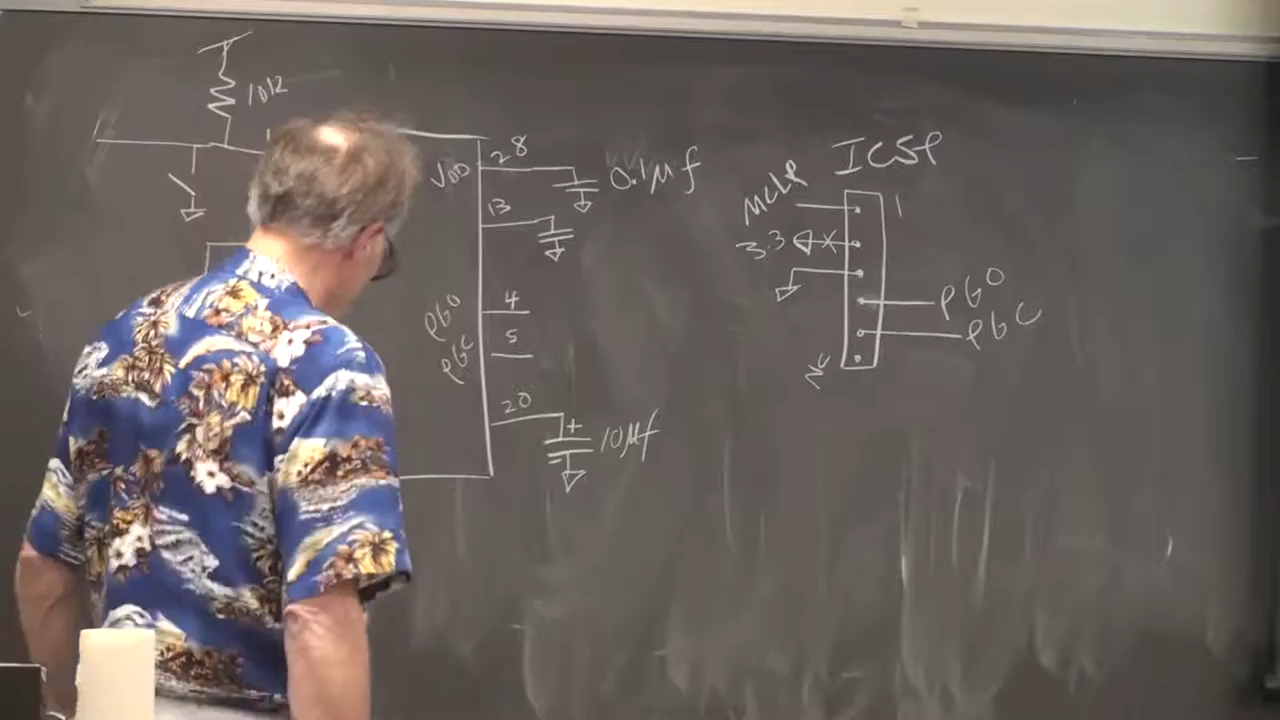 10K
VDD
28
0.1μf
13
PGD
4
PGC
5
20
+
10μf
ICSP
MCLR
1
3.3
PGD
PGC
NC